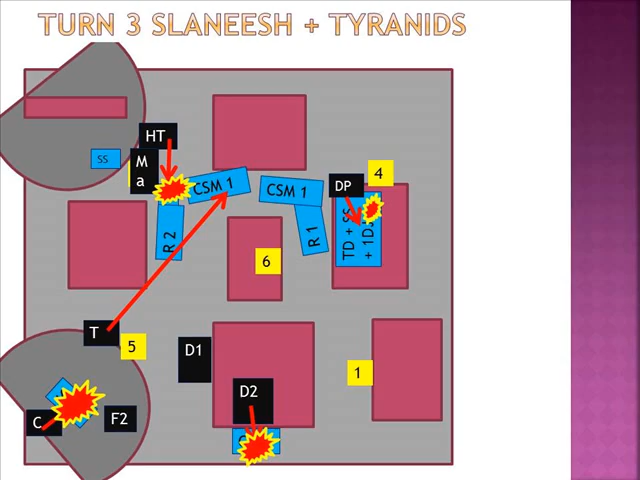 TURN 3 SLANEESH + TYRANIDS
HT
SS
M
a
CSM 1
CSM 1
DP
4
R 2
R 1
TD + SS
+ 1D
6
T
5
D1
1
D2
C
F2